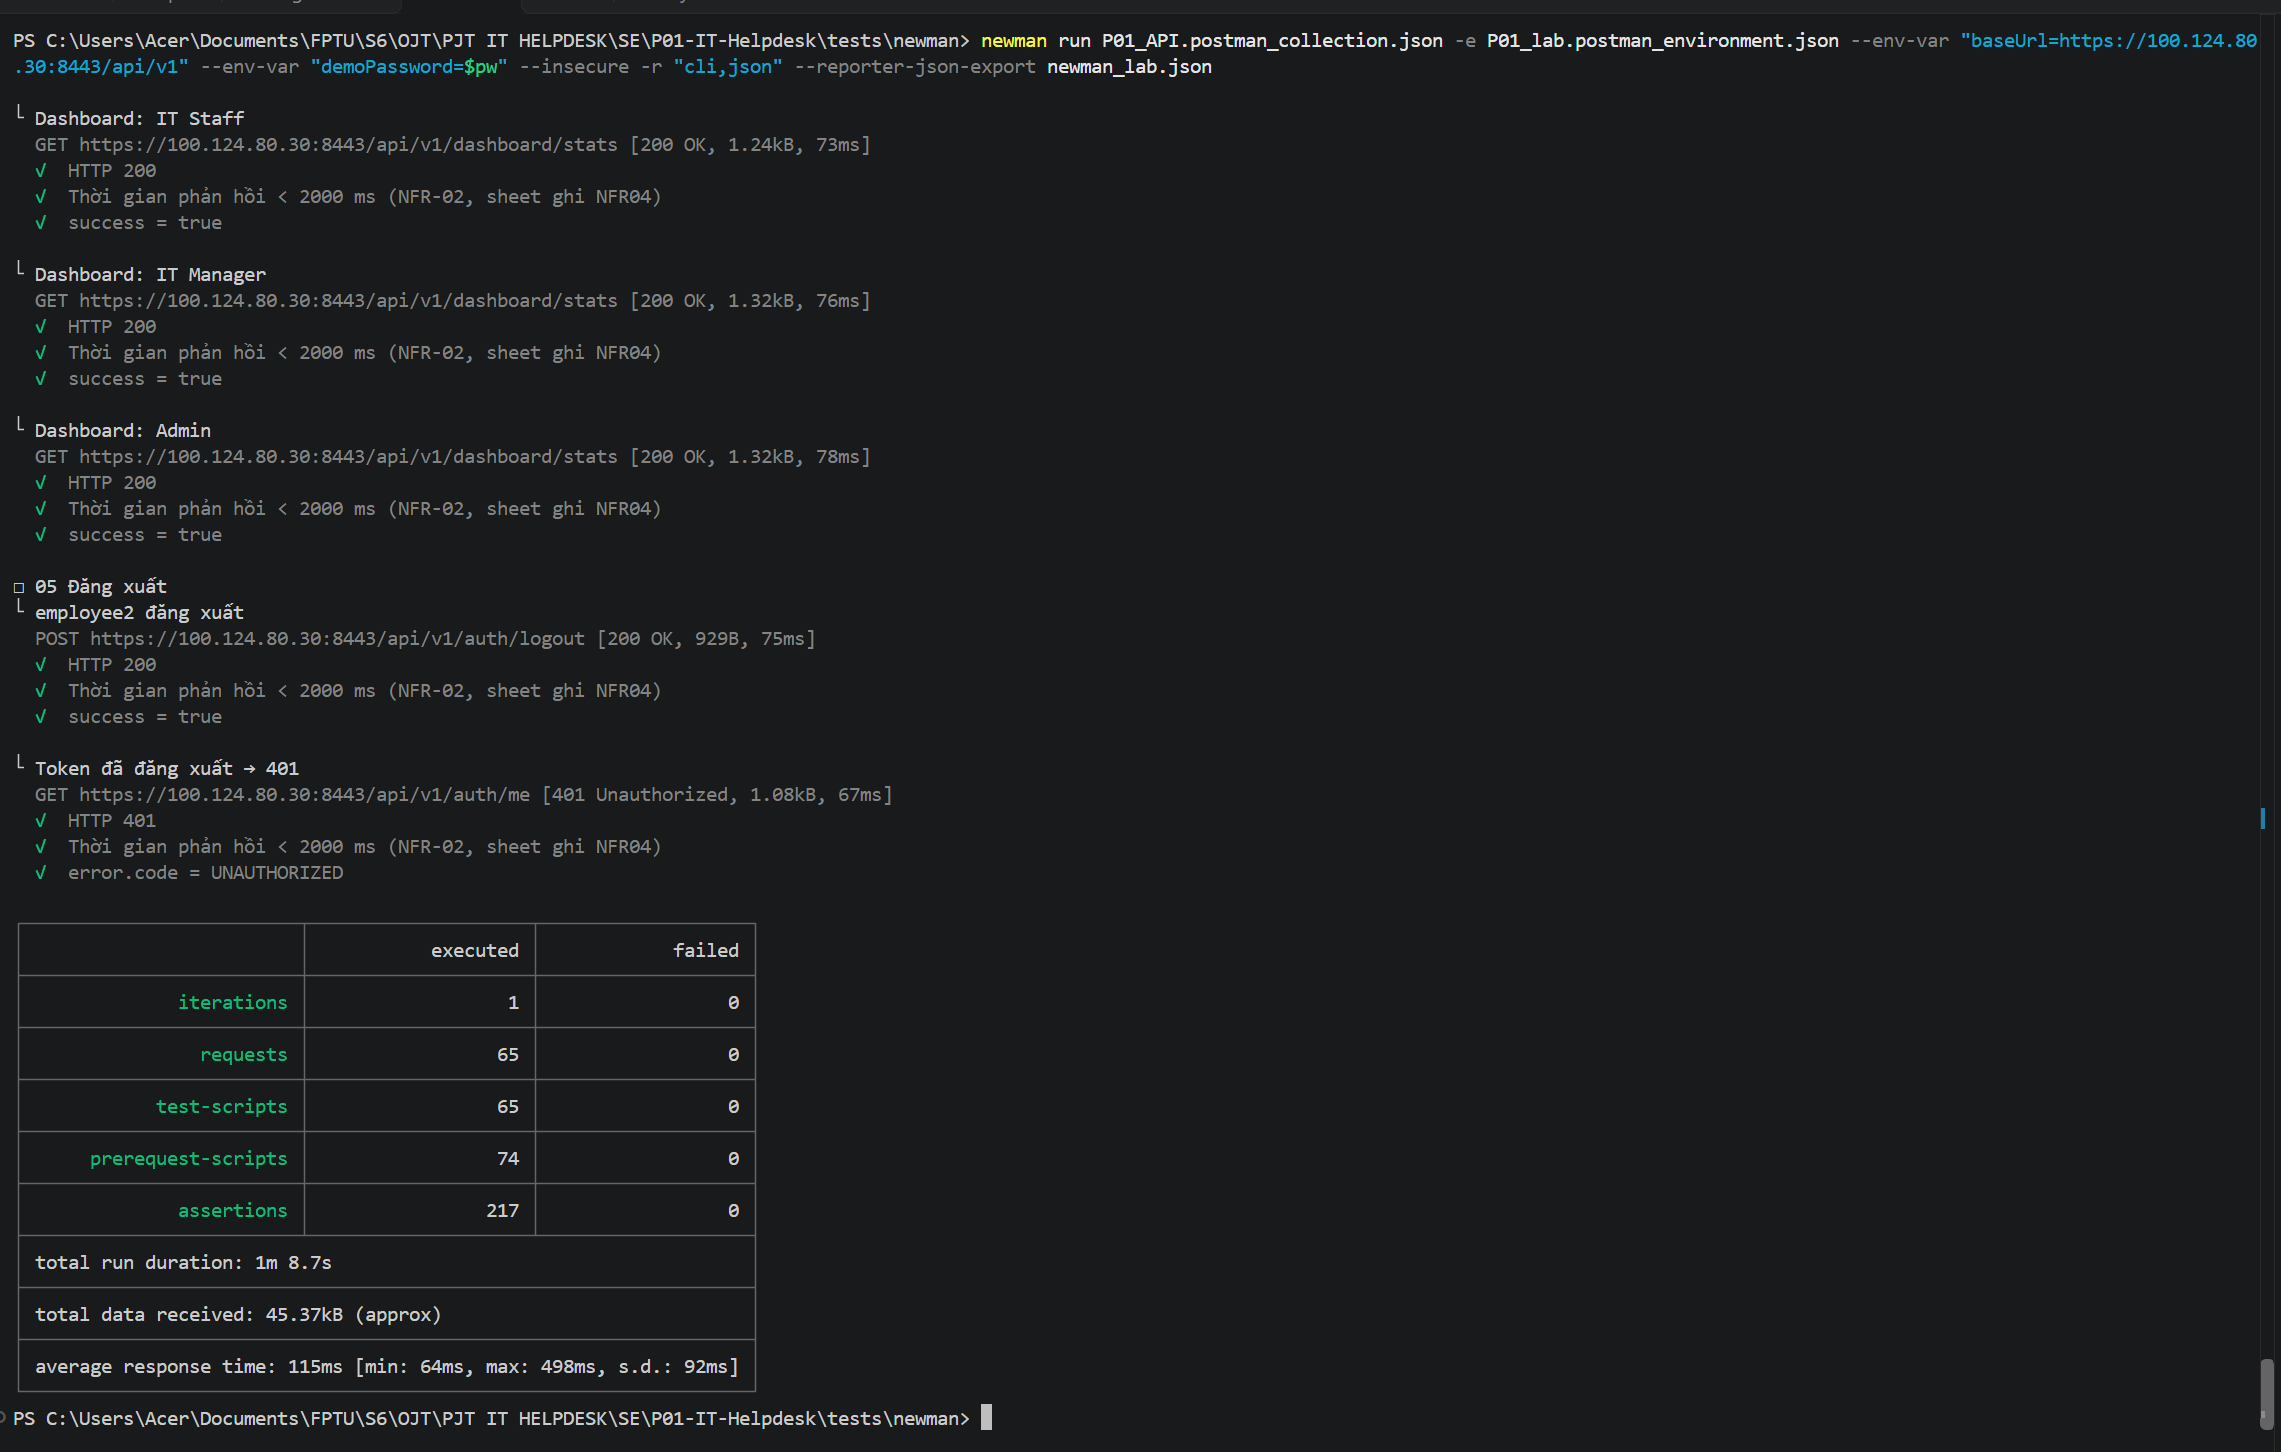 PS C:\Users\Acer\Documents\FPTU\S6\OJT\PJT IT HELPDESK\SE\P01-IT-Helpdesk\tests\newman> newman run P01_API.postman_collection.json -e P01_lab.postman_environment.json --env-var "baseUrl=https://100.124.80
.30:8443/api/v1" --env-var "demoPassword=$pw" --insecure -r "cli,json" --reporter-json-export newman_lab.json
└ Dashboard: IT Staff
GET https://100.124.80.30:8443/api/v1/dashboard/stats [200 OK, 1.24kB, 73ms]
√ HTTP 200
√ Thời gian phản hồi < 2000 ms (NFR-02, sheet ghi NFR04)
√ success = true
└ Dashboard: IT Manager
GET https://100.124.80.30:8443/api/v1/dashboard/stats [200 OK, 1.32kB, 76ms]
√ HTTP 200
√ Thời gian phản hồi < 2000 ms (NFR-02, sheet ghi NFR04)
√ success = true
└ Dashboard: Admin
GET https://100.124.80.30:8443/api/v1/dashboard/stats [200 OK, 1.32kB, 78ms]
√ HTTP 200
√ Thời gian phản hồi < 2000 ms (NFR-02, sheet ghi NFR04)
√ success = true
□ 05 Đăng xuất
└ employee2 đăng xuất
POST https://100.124.80.30:8443/api/v1/auth/logout [200 OK, 929B, 75ms]
√ HTTP 200
√ Thời gian phản hồi < 2000 ms (NFR-02, sheet ghi NFR04)
√ success = true
└ Token đã đăng xuất → 401
GET https://100.124.80.30:8443/api/v1/auth/me [401 Unauthorized, 1.08kB, 67ms]
√ HTTP 401
√ Thời gian phản hồi < 2000 ms (NFR-02, sheet ghi NFR04)
√ error.code = UNAUTHORIZED
executed failed
iterations 1 0
requests 65 0
test-scripts 65 0
prerequest-scripts 74 0
assertions 217 0
total run duration: 1m 8.7s
total data received: 45.37kB (approx)
average response time: 115ms [min: 64ms, max: 498ms, s.d.: 92ms]
PS C:\Users\Acer\Documents\FPTU\S6\OJT\PJT IT HELPDESK\SE\P01-IT-Helpdesk\tests\newman>